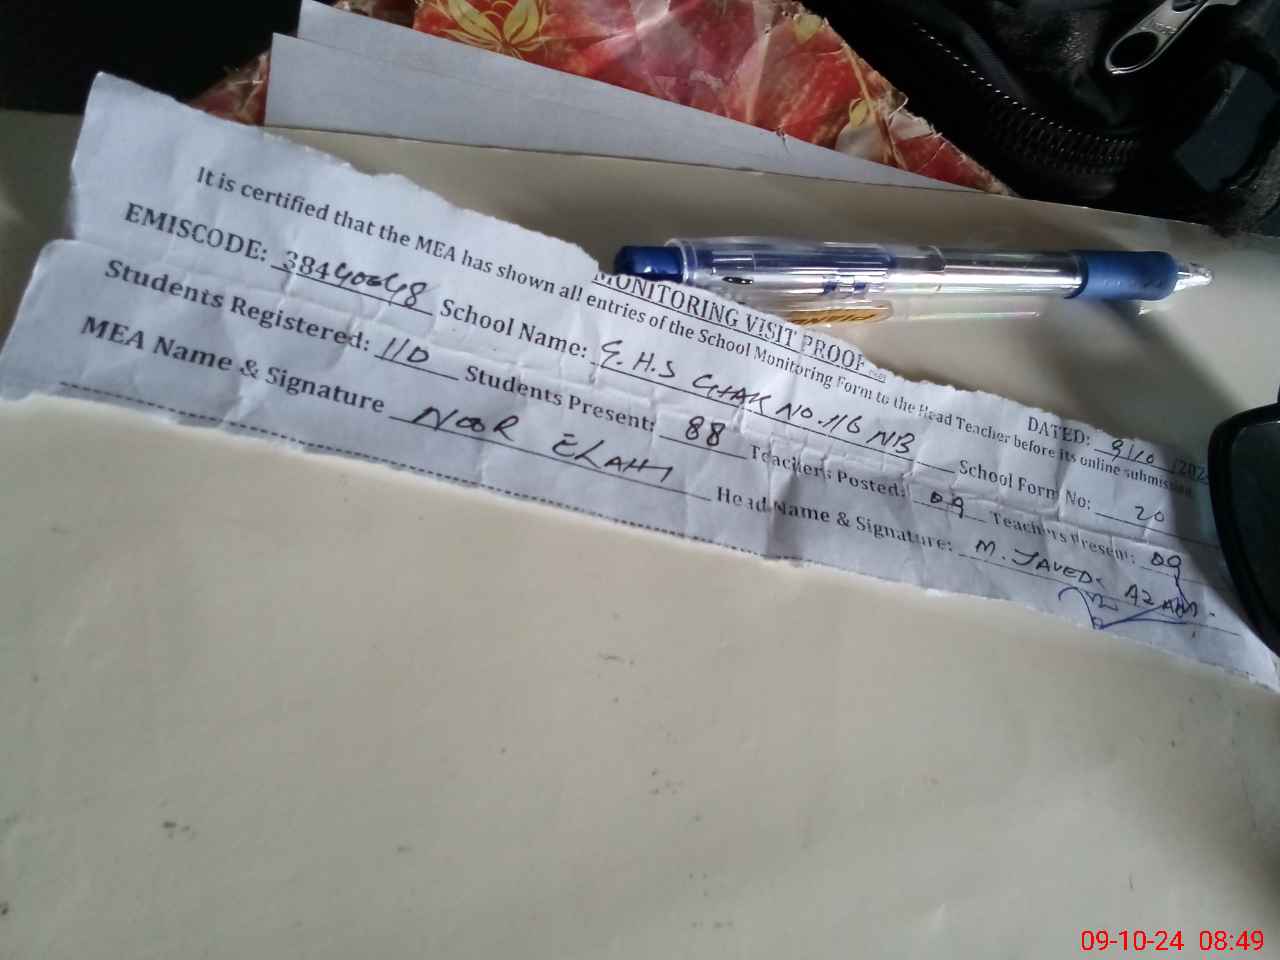 MONITORING VISIT PROOF
DATED: 9/10 /202
It is certified that the MEA has shown all entries of the School Monitoring Form to the Head Teacher before its online submission
EMISCODE: 38440048 School Name: G.H.S CHAK NO.116 NB School Form No: 20
Students Registered: 110 Students Present: 88 Teachers Posted: 09 Teachers Present: 09
MEA Name & Signature NOOR ELAHI Head Name & Signature: M. JAVED AZAM.
09-10-24 08:49